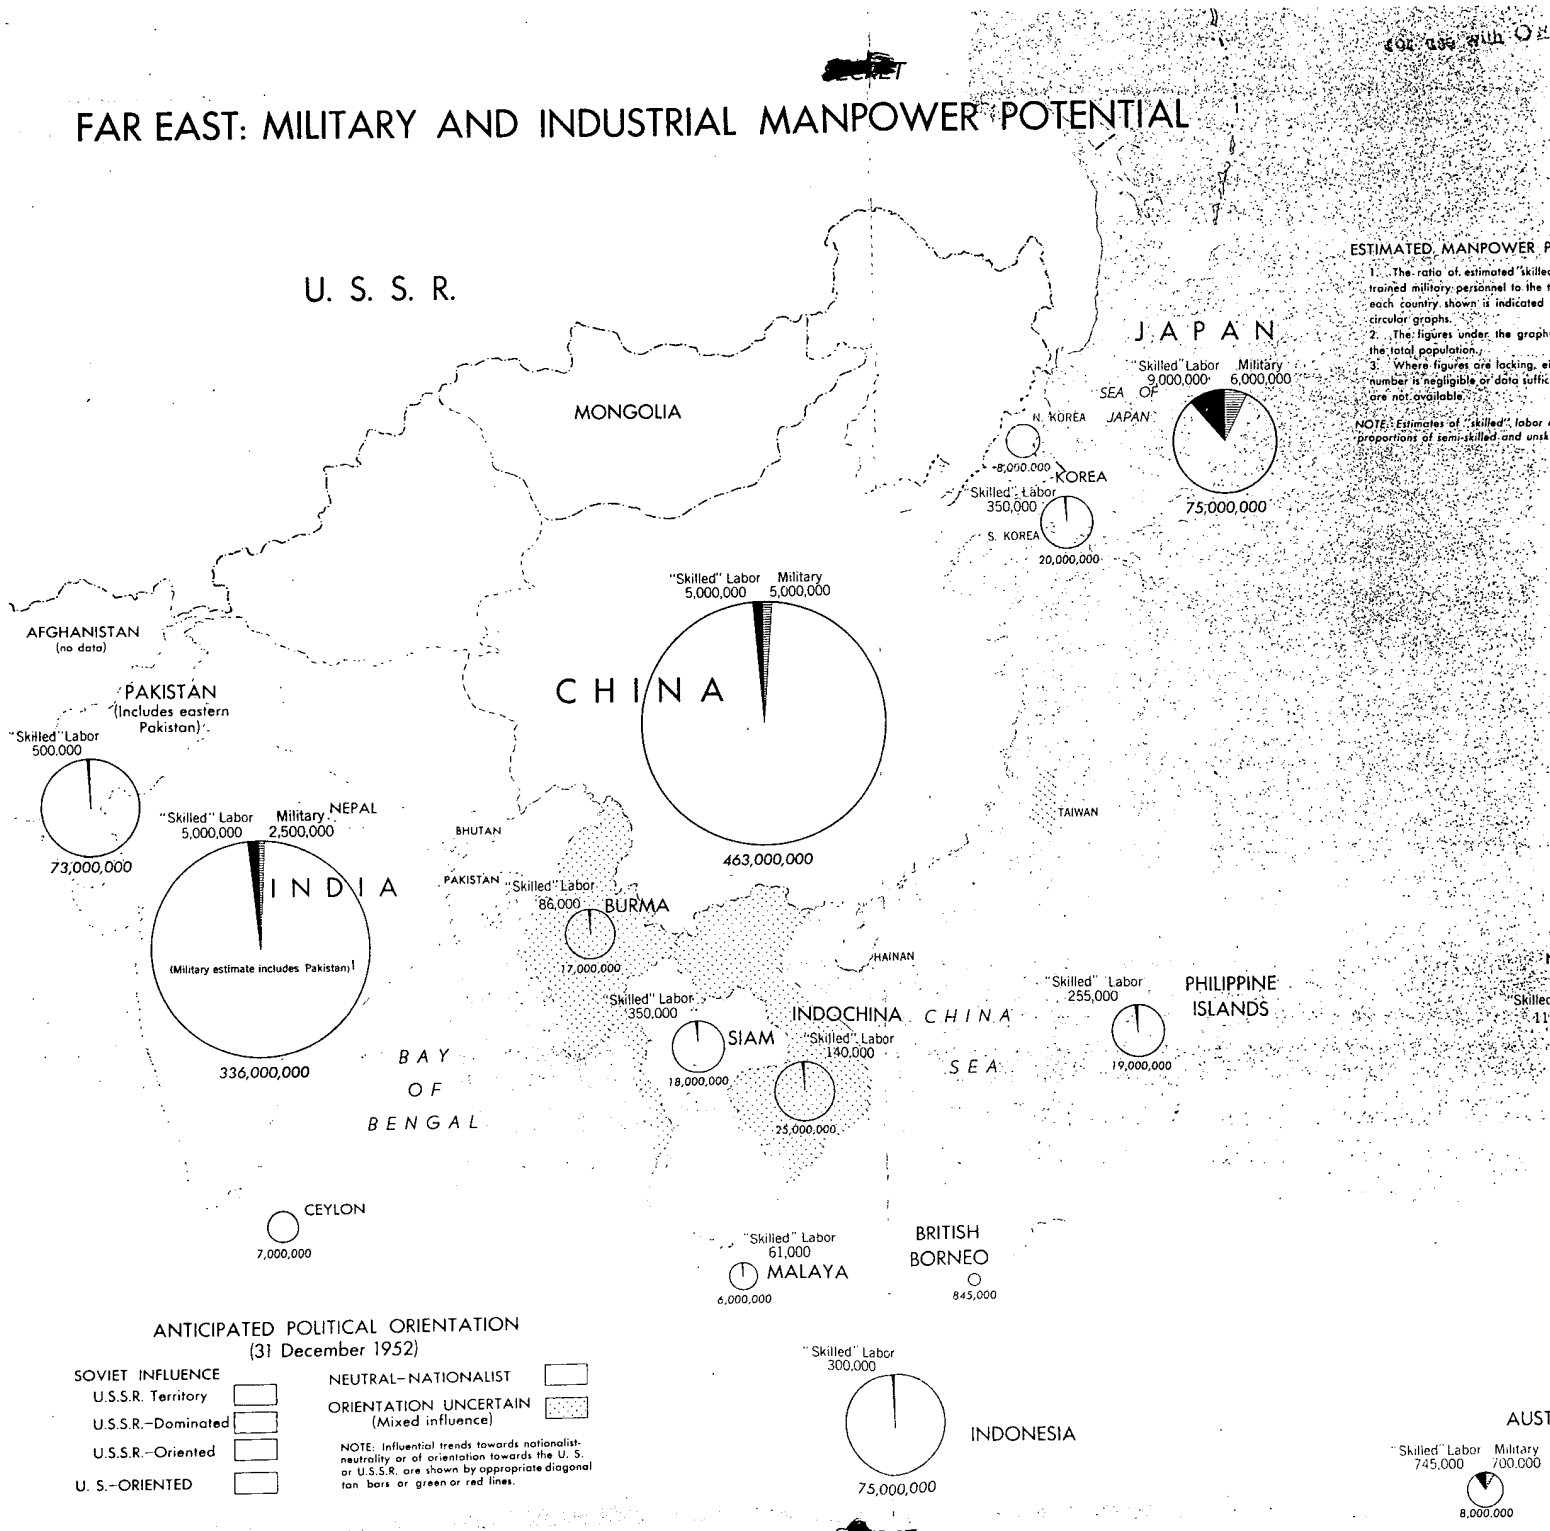 for use with
FAR EAST: MILITARY AND INDUSTRIAL MANPOWER POTENTIAL
U. S. S. R.
ESTIMATED MANPOWER P
1. The ratio of estimated "skilled
trained military personnel to the t
each country shown is indicated
circular graphs.
2. The figures under the graph
the total population.
3. Where figures are lacking, ei
number is negligible or data suffic
are not available.
NOTE: Estimates of "skilled" labor
proportions of semi-skilled and unsk
JAPAN
"Skilled" Labor Military
9,000,000 6,000,000
75,000,000
SEA OF
JAPAN
MONGOLIA
N. KOREA
8,000,000
KOREA
"Skilled" Labor
350,000
S. KOREA
20,000,000
"Skilled" Labor Military
5,000,000 5,000,000
CHINA
463,000,000
AFGHANISTAN
(no data)
PAKISTAN
(Includes eastern
Pakistan)
"Skilled" Labor
500,000
73,000,000
"Skilled" Labor Military
5,000,000 2,500,000
NEPAL
INDIA
(Military estimate includes Pakistan)
336,000,000
BHUTAN
PAKISTAN
TAIWAN
"Skilled" Labor
86,000
BURMA
17,000,000
HAINAN
"Skilled" Labor
350,000
SIAM
18,000,000
INDOCHINA
"Skilled" Labor
140,000
25,000,000
CHINA
SEA
"Skilled" Labor
255,000
PHILIPPINE
ISLANDS
19,000,000
"Skilled
11
BAY
OF
BENGAL
CEYLON
7,000,000
"Skilled" Labor
61,000
MALAYA
6,000,000
BRITISH
BORNEO
845,000
"Skilled" Labor
300,000
INDONESIA
75,000,000
AUST
"Skilled" Labor Military
745,000 700,000
8,000,000
ANTICIPATED POLITICAL ORIENTATION
(31 December 1952)
SOVIET INFLUENCE
U.S.S.R. Territory
U.S.S.R.-Dominated
U.S.S.R.-Oriented
U. S.-ORIENTED
NEUTRAL-NATIONALIST
ORIENTATION UNCERTAIN
(Mixed influence)
NOTE: Influential trends towards nationalist-
neutrality or of orientation towards the U. S.
or U.S.S.R. are shown by appropriate diagonal
tan bars or green or red lines.